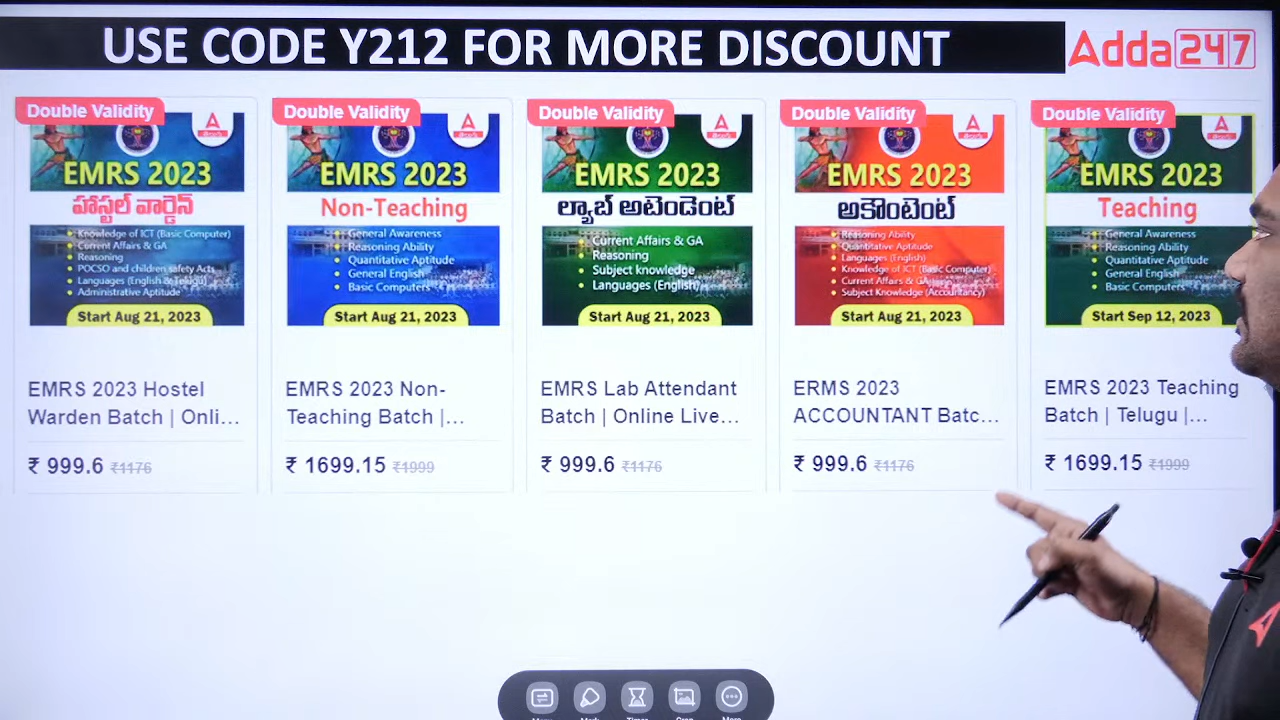 USE CODE Y212 FOR MORE DISCOUNT
Adda247
Double Validity
EMRS 2023
హాస్టల్ వార్డెన్
Knowledge of ICT (Basic Computer)
Current Affairs & GA
Reasoning
POCSO and children safety Acts
Languages (English & Telugu)
Administrative Aptitude
Start Aug 21, 2023
EMRS 2023 Hostel
Warden Batch | Onli...
₹ 999.6 ₹1176
Double Validity
EMRS 2023
Non-Teaching
General Awareness
Reasoning Ability
Quantitative Aptitude
General English
Basic Computers
Start Aug 21, 2023
EMRS 2023 Non-
Teaching Batch |...
₹ 1699.15 ₹1999
Double Validity
EMRS 2023
ల్యాబ్ అటెండెంట్
Current Affairs & GA
Reasoning
Subject knowledge
Languages (English)
Start Aug 21, 2023
EMRS Lab Attendant
Batch | Online Live...
₹ 999.6 ₹1176
Double Validity
EMRS 2023
అకౌంటెంట్
Reasoning Ability
Quantitative Aptitude
Languages (English)
Knowledge of ICT (Basic Computer)
Current Affairs & GA
Subject Knowledge (Accountancy)
Start Aug 21, 2023
ERMS 2023
ACCOUNTANT Batc...
₹ 999.6 ₹1176
Double Validity
EMRS 2023
Teaching
General Awareness
Reasoning Ability
Quantitative Aptitude
General English
Basic Computers
Start Sep 12, 2023
EMRS 2023 Teaching
Batch | Telugu |...
₹ 1699.15 ₹1999